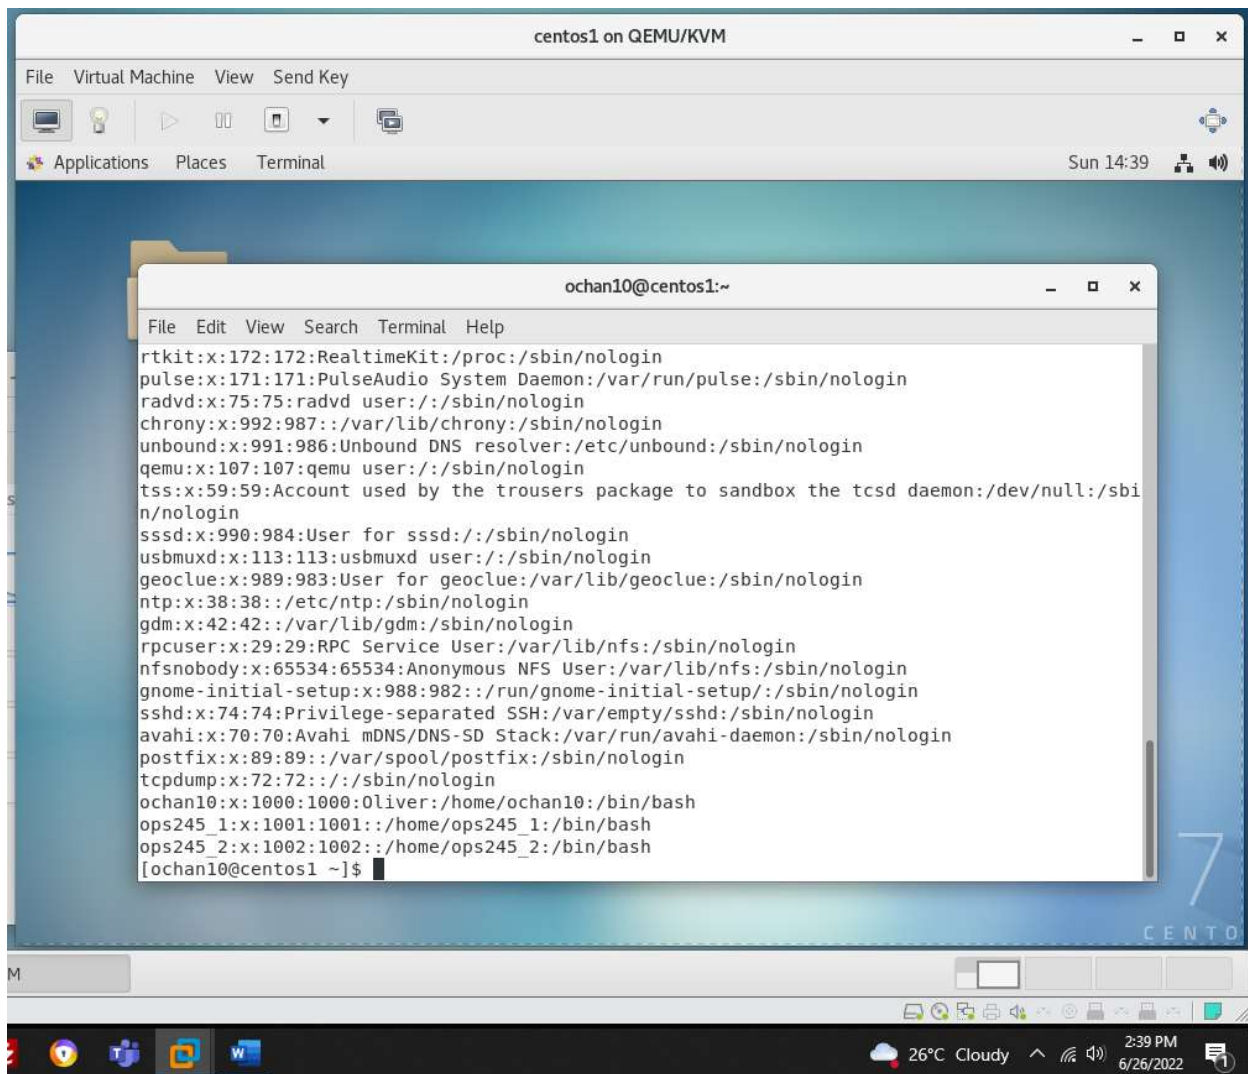 centos1 on QEMU/KVM
File Virtual Machine View Send Key
Applications Places Terminal Sun 14:39
ochan10@centos1:~
File Edit View Search Terminal Help
rtkit:x:172:172:RealtimeKit:/proc:/sbin/nologin
pulse:x:171:171:PulseAudio System Daemon:/var/run/pulse:/sbin/nologin
radvd:x:75:75:radvd user:/:/sbin/nologin
chrony:x:992:987::/var/lib/chrony:/sbin/nologin
unbound:x:991:986:Unbound DNS resolver:/etc/unbound:/sbin/nologin
qemu:x:107:107:qemu user:/:/sbin/nologin
tss:x:59:59:Account used by the trousers package to sandbox the tcsd daemon:/dev/null:/sbi
n/nologin
sssd:x:990:984:User for sssd:/:/sbin/nologin
usbmuxd:x:113:113:usbmuxd user:/:/sbin/nologin
geoclue:x:989:983:User for geoclue:/var/lib/geoclue:/sbin/nologin
ntp:x:38:38::/etc/ntp:/sbin/nologin
gdm:x:42:42::/var/lib/gdm:/sbin/nologin
rpcuser:x:29:29:RPC Service User:/var/lib/nfs:/sbin/nologin
nfsnobody:x:65534:65534:Anonymous NFS User:/var/lib/nfs:/sbin/nologin
gnome-initial-setup:x:988:982::/run/gnome-initial-setup/:/sbin/nologin
sshd:x:74:74:Privilege-separated SSH:/var/empty/sshd:/sbin/nologin
avahi:x:70:70:Avahi mDNS/DNS-SD Stack:/var/run/avahi-daemon:/sbin/nologin
postfix:x:89:89::/var/spool/postfix:/sbin/nologin
tcpdump:x:72:72::/:/sbin/nologin
ochan10:x:1000:1000:Oliver:/home/ochan10:/bin/bash
ops245_1:x:1001:1001::/home/ops245_1:/bin/bash
ops245_2:x:1002:1002::/home/ops245_2:/bin/bash
[ochan10@centos1 ~]$
7
CENTO
M
26°C Cloudy 2:39 PM
6/26/2022
1